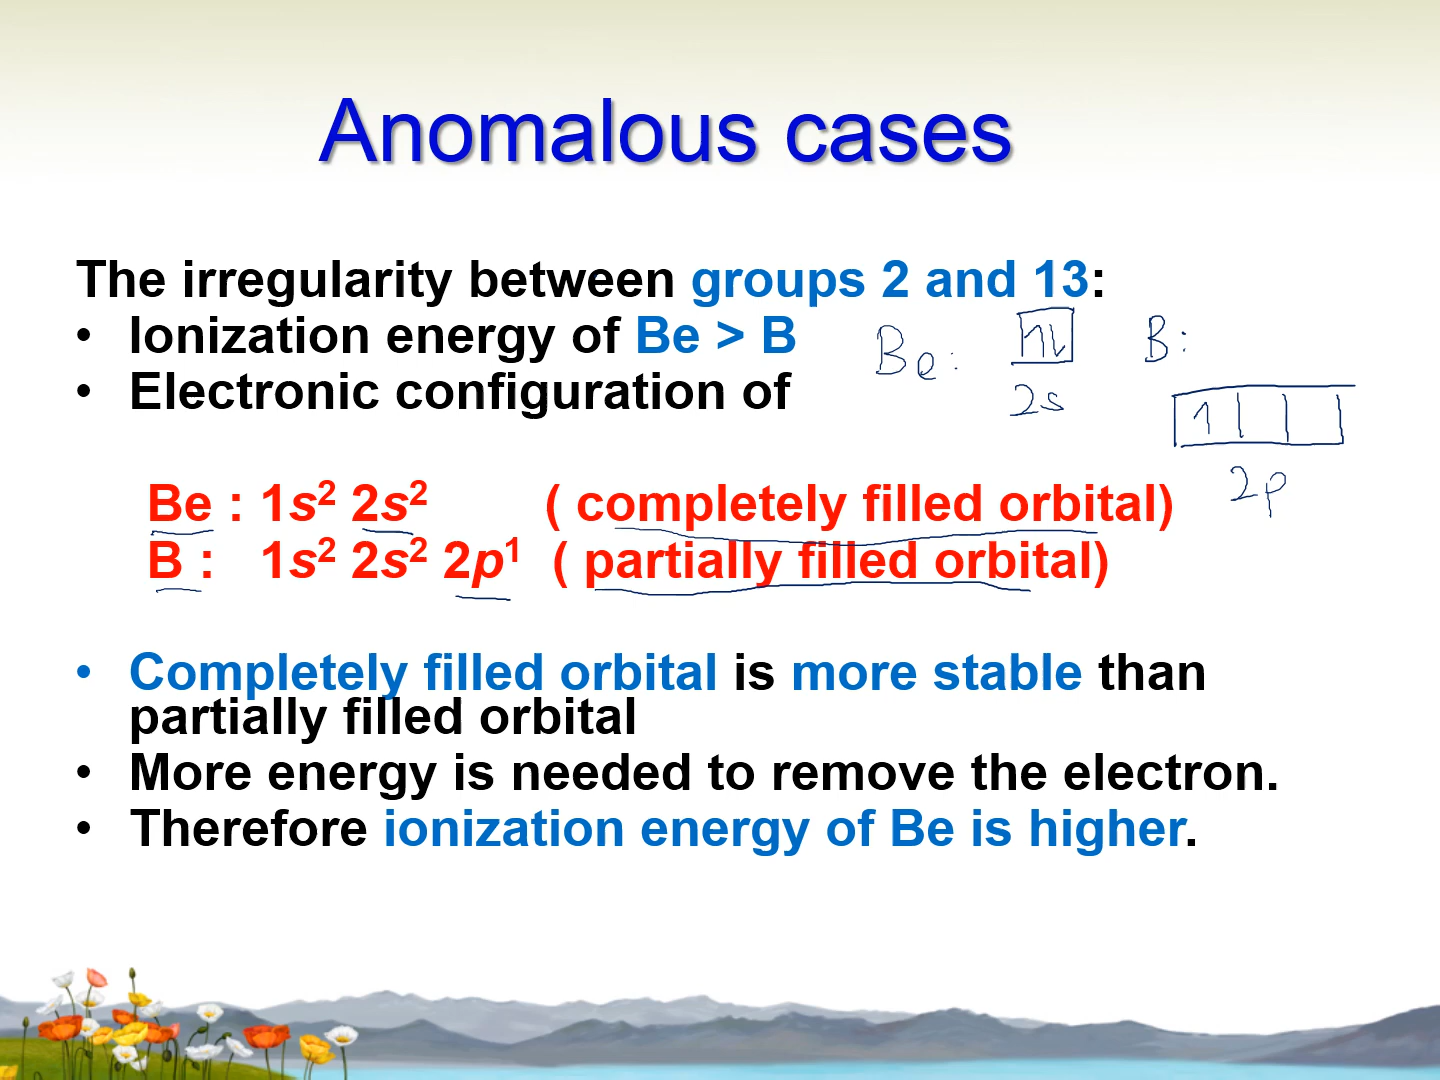 Anomalous cases
The irregularity between groups 2 and 13:
• Ionization energy of Be > B
Be: 1l B:
• Electronic configuration of
2s
1
2p
Be : 1s² 2s² ( completely filled orbital)
B : 1s² 2s² 2p¹ ( partially filled orbital)
• Completely filled orbital is more stable than
partially filled orbital
• More energy is needed to remove the electron.
• Therefore ionization energy of Be is higher.